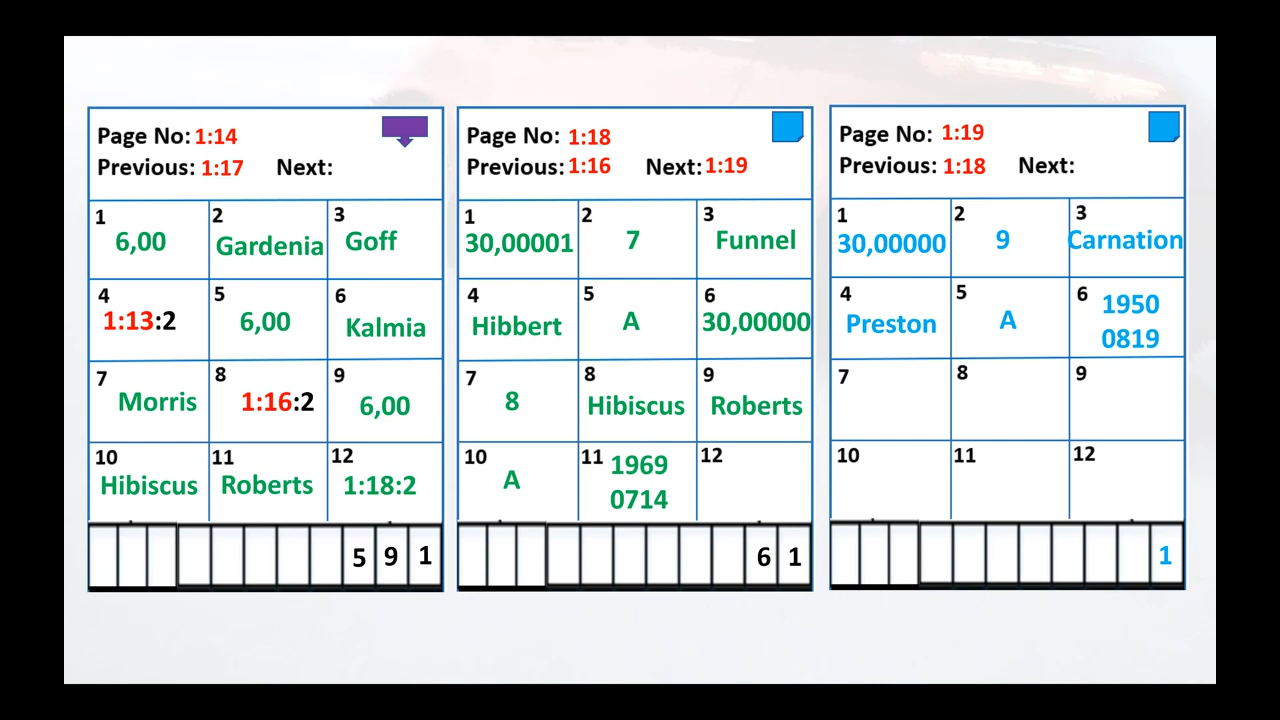 Page No: 1:14
Previous: 1:17 Next:
1 6,00
2 Gardenia
3 Goff
4 1:13:2
5 6,00
6 Kalmia
7 Morris
8 1:16:2
9 6,00
10 Hibiscus
11 Roberts
12 1:18:2
5 9 1
Page No: 1:18
Previous: 1:16 Next: 1:19
1 30,00001
2 7
3 Funnel
4 Hibbert
5 A
6 30,00000
7 8
8 Hibiscus
9 Roberts
10 A
11 1969
0714
12
6 1
Page No: 1:19
Previous: 1:18 Next:
1 30,00000
2 9
3 Carnation
4 Preston
5 A
6 1950
0819
7
8
9
10
11
12
1